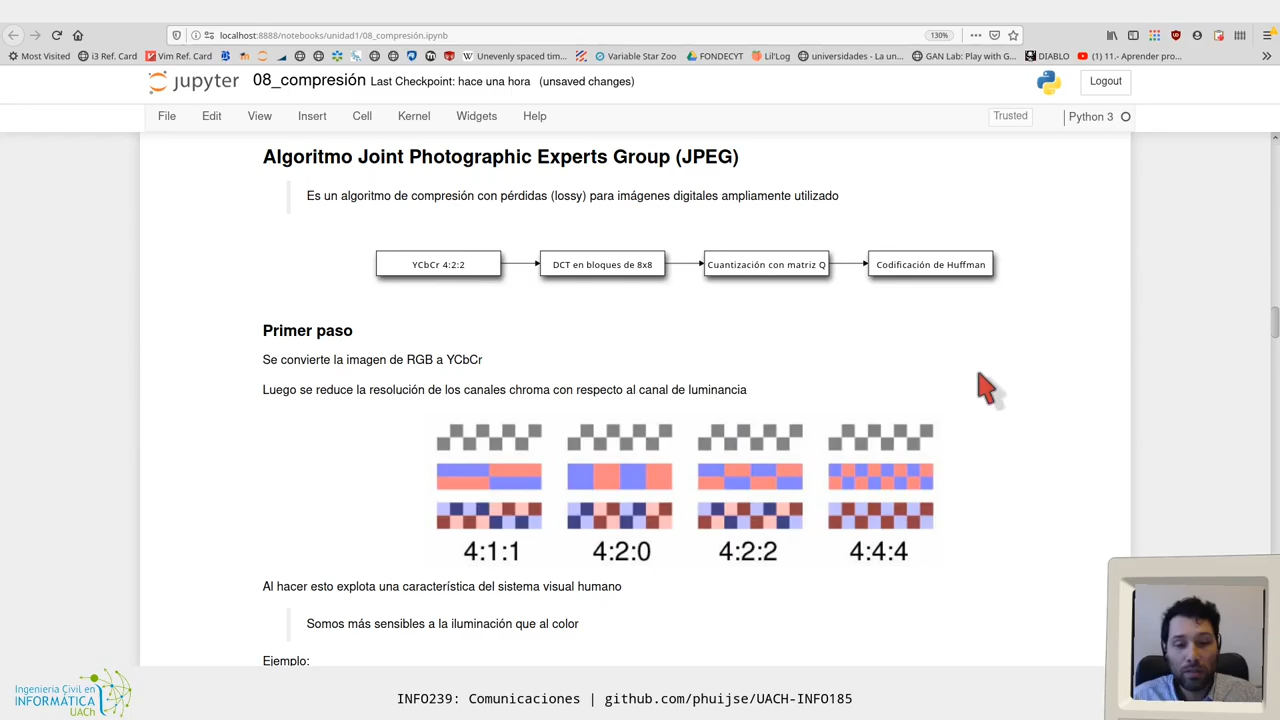 localhost:8888/notebooks/unidad1/08_compresión.ipynb
130%
Most Visited i3 Ref. Card Vim Ref. Card Unevenly spaced tim... Variable Star Zoo FONDECYT Lil'Log universidades - La un... GAN Lab: Play with G... DIABLO (1) 11.- Aprender pro...
jupyter 08_compresión Last Checkpoint: hace una hora (unsaved changes) Logout
File Edit View Insert Cell Kernel Widgets Help Trusted Python 3
Algoritmo Joint Photographic Experts Group (JPEG)
Es un algoritmo de compresión con pérdidas (lossy) para imágenes digitales ampliamente utilizado
YCbCr 4:2:2 DCT en bloques de 8x8 Cuantización con matriz Q Codificación de Huffman
Primer paso
Se convierte la imagen de RGB a YCbCr
Luego se reduce la resolución de los canales chroma con respecto al canal de luminancia
4:1:1 4:2:0 4:2:2 4:4:4
Al hacer esto explota una característica del sistema visual humano
Somos más sensibles a la iluminación que al color
Ejemplo:
Ingeniería Civil en
INFORMÁTICA
UACh
INFO239: Comunicaciones | github.com/phuijse/UACH-INFO185